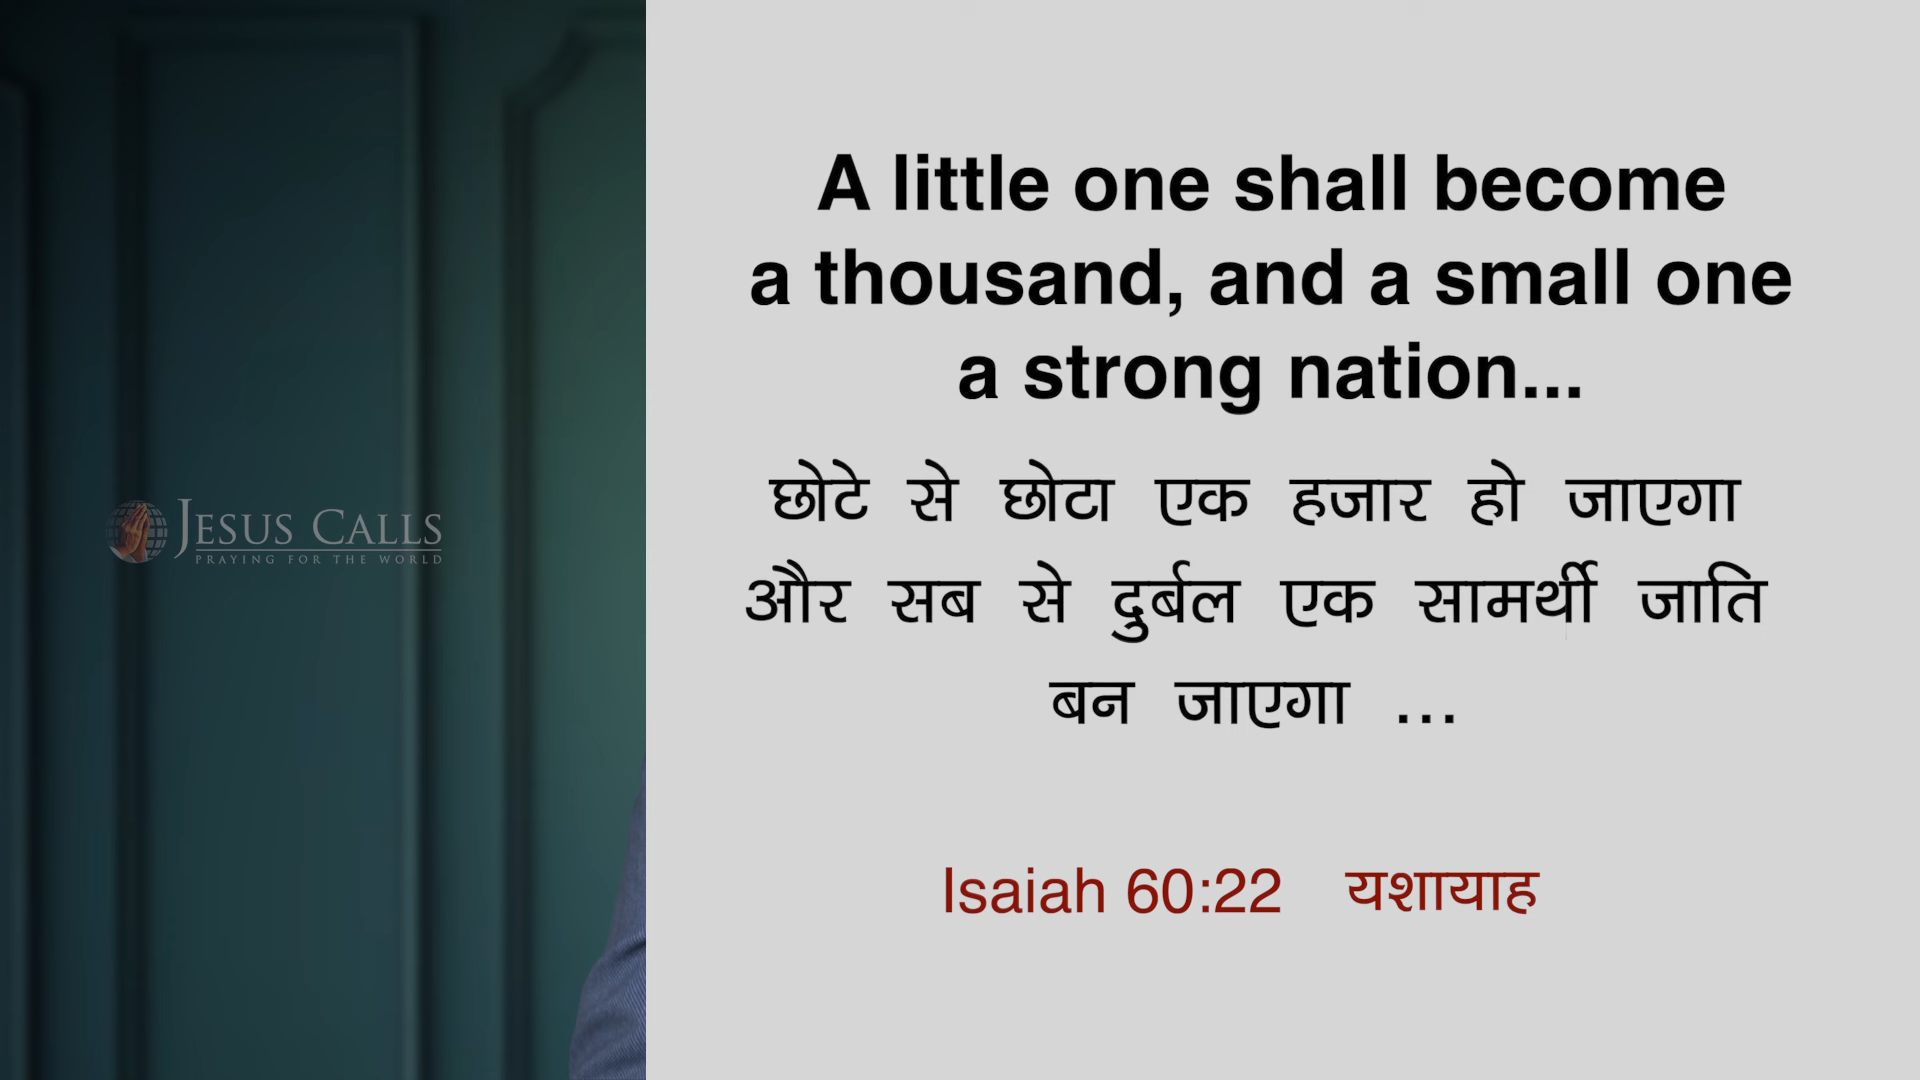 JESUS CALLS
PRAYING FOR THE WORLD
A little one shall become
a thousand, and a small one
a strong nation...
छोटे से छोटा एक हजार हो जाएगा
और सब से दुर्बल एक सामर्थी जाति
बन जाएगा ...
Isaiah 60:22 यशायाह